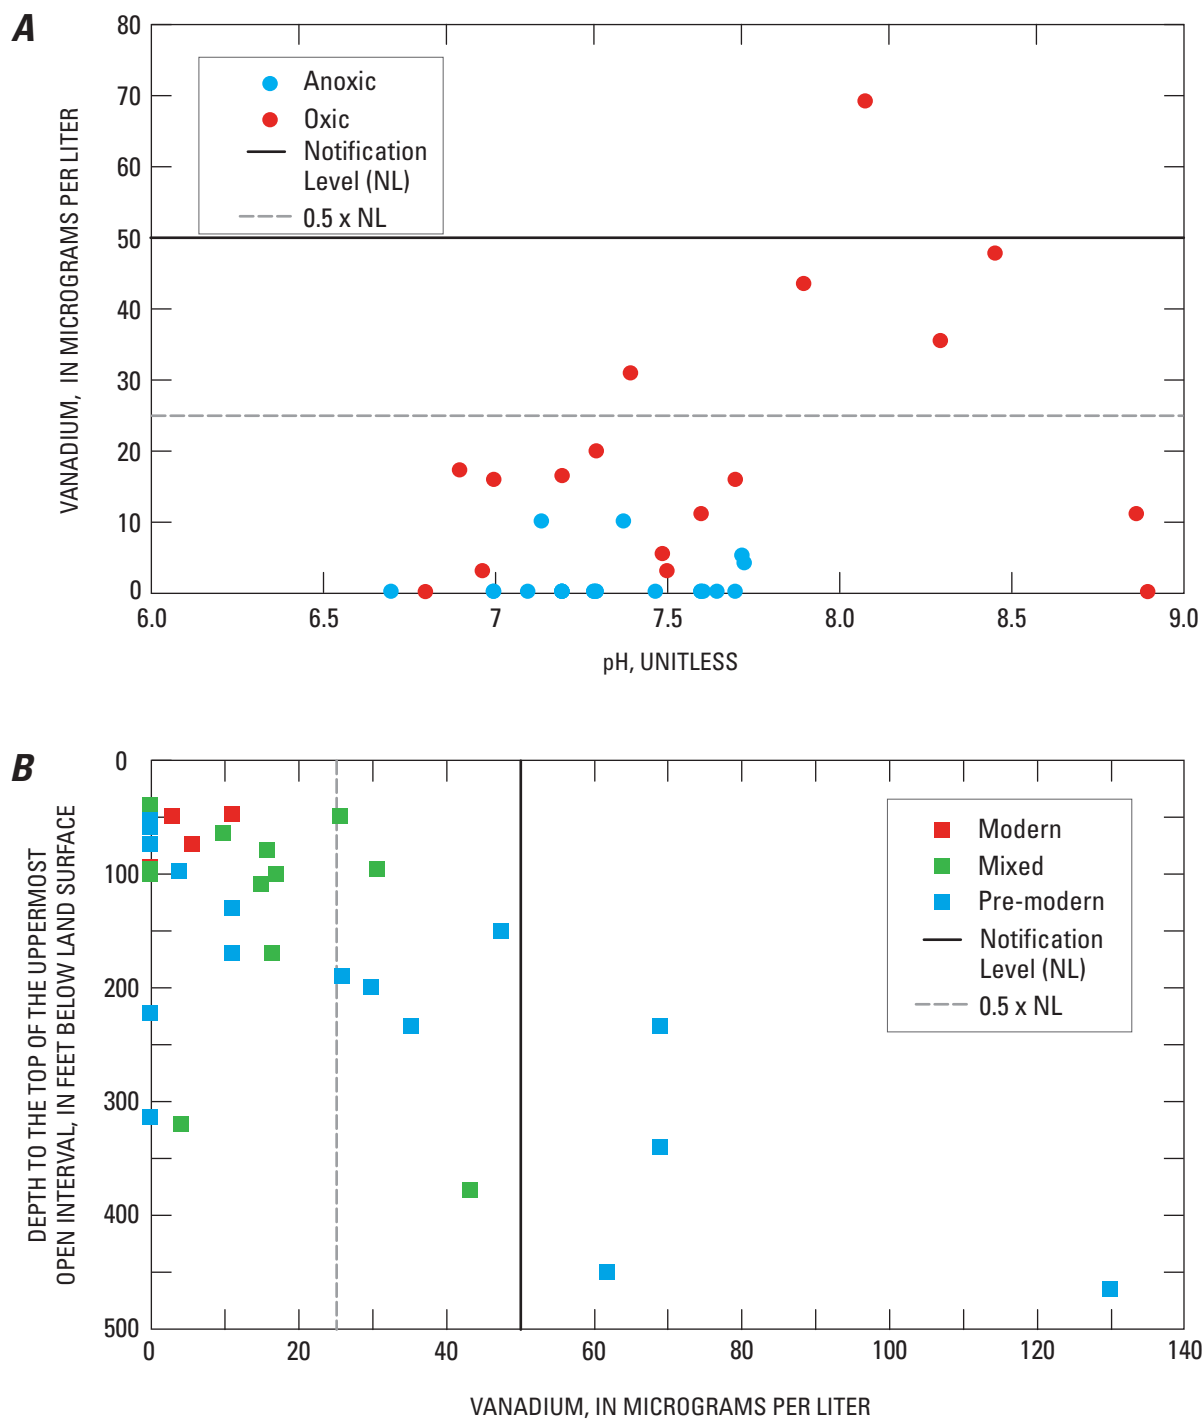 A
VANADIUM, IN MICROGRAMS PER LITER
80
70
60
50
40
30
20
10
0
Anoxic
Oxic
Notification
Level (NL)
0.5 x NL
6.0 6.5 7 7.5 8.0 8.5 9.0
pH, UNITLESS
B
DEPTH TO THE TOP OF THE UPPERMOST
OPEN INTERVAL, IN FEET BELOW LAND SURFACE
0
100
200
300
400
500
Modern
Mixed
Pre-modern
Notification
Level (NL)
0.5 x NL
0 20 40 60 80 100 120 140
VANADIUM, IN MICROGRAMS PER LITER